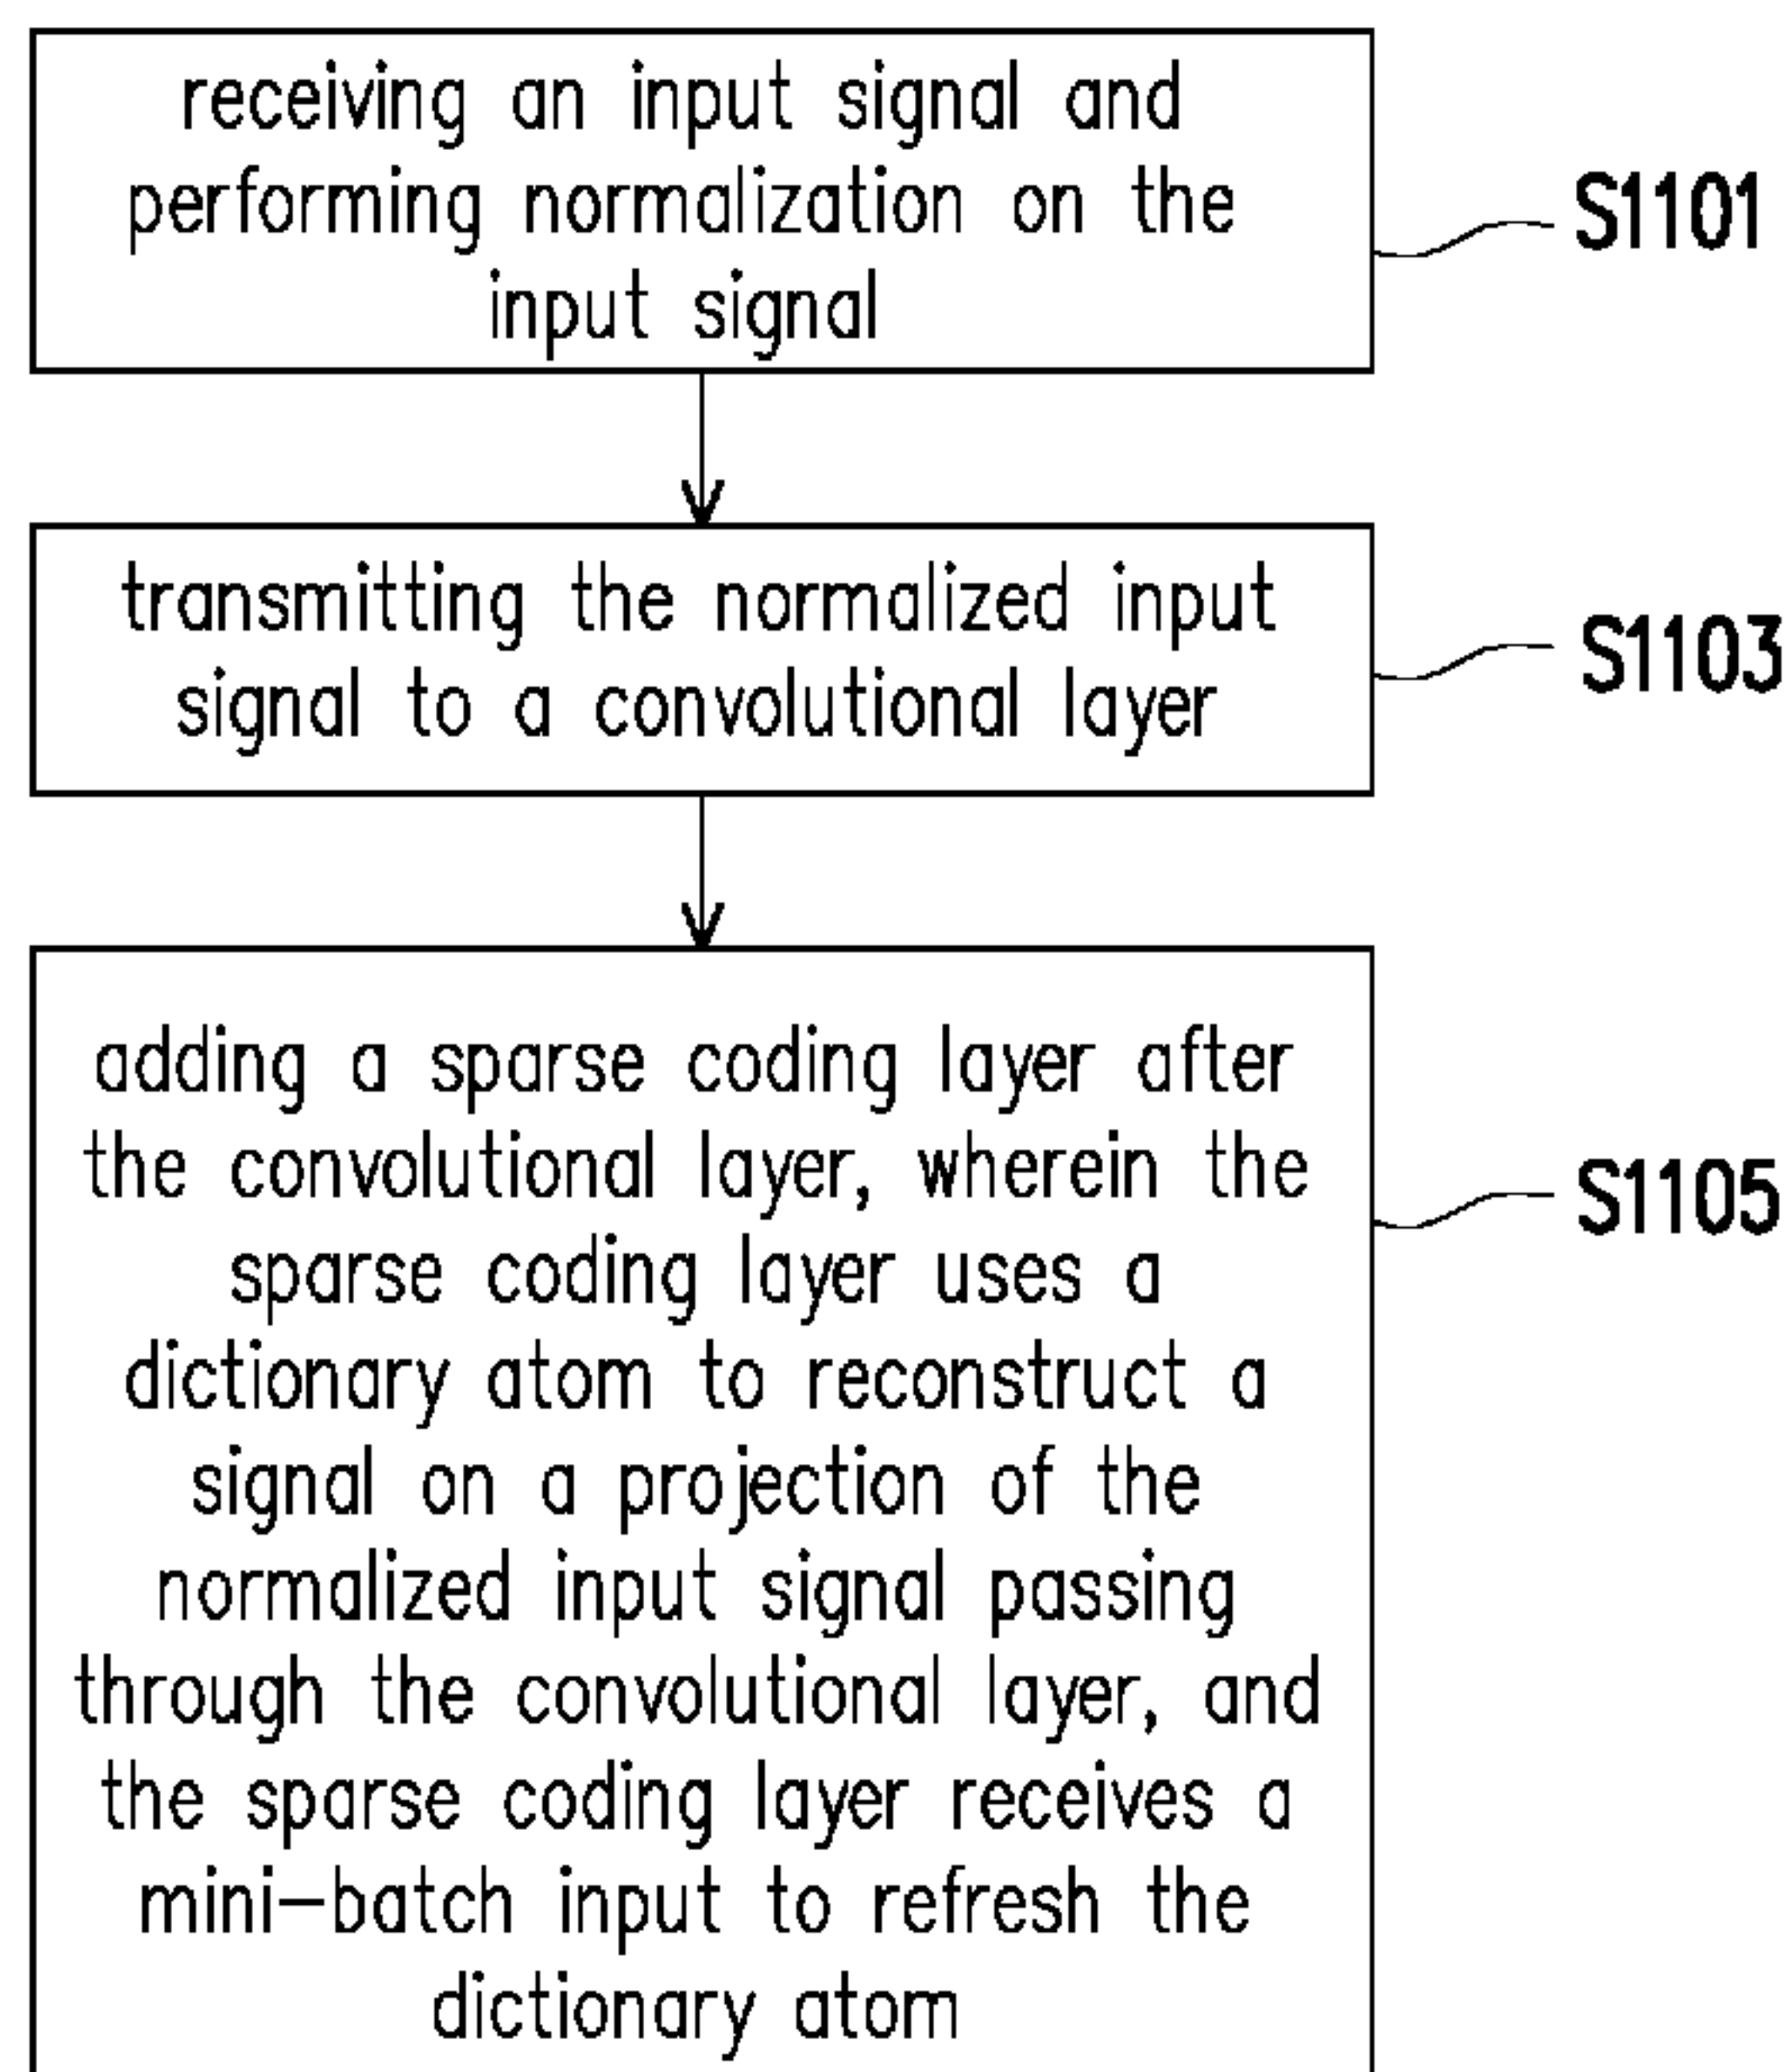 receiving an input signal and
performing normalization on the
input signal
S1101
transmitting the normalized input
signal to a convolutional layer
S1103
adding a sparse coding layer after
the convolutional layer, wherein the
sparse coding layer uses a
dictionary atom to reconstruct a
signal on a projection of the
normalized input signal passing
through the convolutional layer, and
the sparse coding layer receives a
mini-batch input to refresh the
dictionary atom
S1105